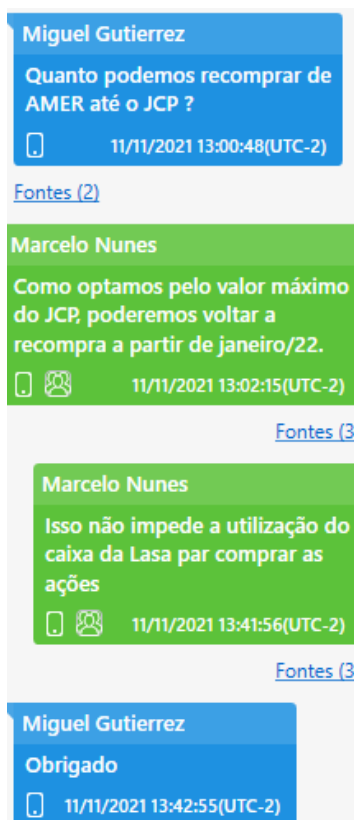 Miguel Gutierrez
Quanto podemos recomprar de
AMER até o JCP ?
11/11/2021 13:00:48(UTC-2)
Fontes (2)
Marcelo Nunes
Como optamos pelo valor máximo
do JCP, poderemos voltar a
recompra a partir de janeiro/22.
11/11/2021 13:02:15(UTC-2)
Fontes (3
Marcelo Nunes
Isso não impede a utilização do
caixa da Lasa par comprar as
ações
11/11/2021 13:41:56(UTC-2)
Fontes (3
Miguel Gutierrez
Obrigado
11/11/2021 13:42:55(UTC-2)